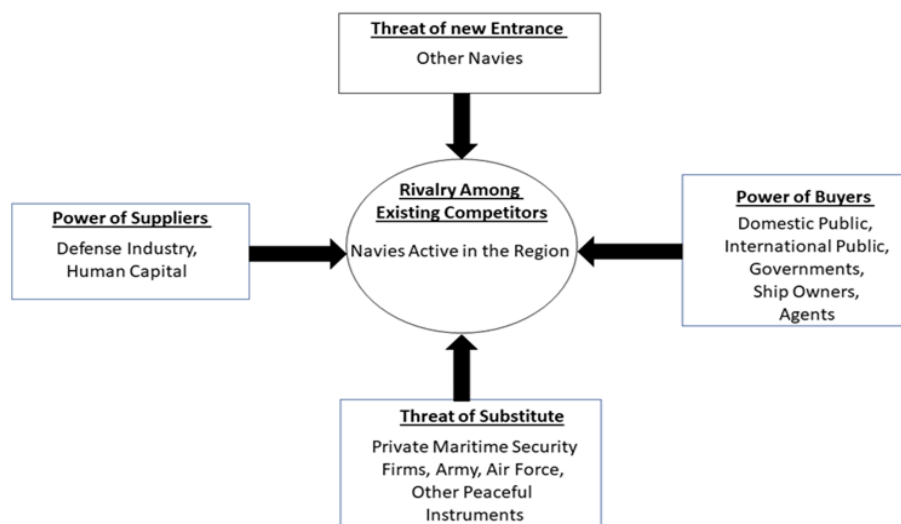 Threat of new Entrance
Other Navies
Power of Suppliers
Defense Industry,
Human Capital
Rivalry Among
Existing Competitors
Navies Active in the Region
Power of Buyers
Domestic Public,
International Public,
Governments,
Ship Owners,
Agents
Threat of Substitute
Private Maritime Security
Firms, Army, Air Force,
Other Peaceful
Instruments